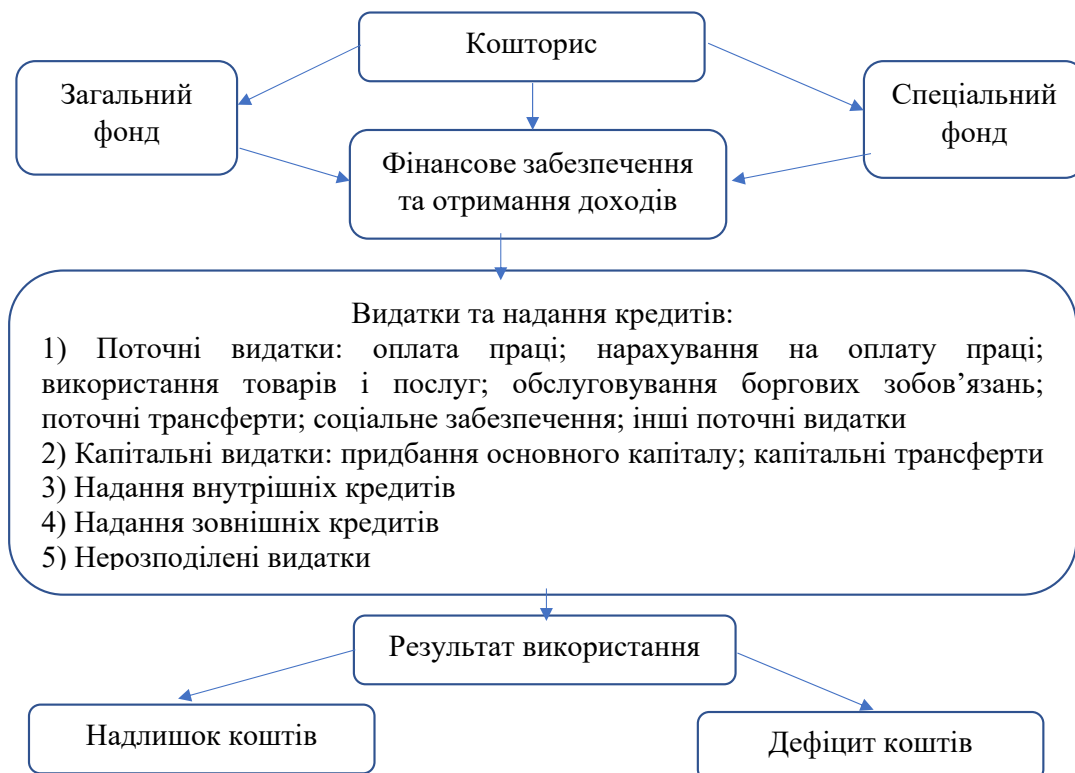 Кошторис
Загальний
фонд
Спеціальний
фонд
Фінансове забезпечення
та отримання доходів
Видатки та надання кредитів:
1) Поточні видатки: оплата праці; нарахування на оплату праці;
використання товарів і послуг; обслуговування боргових зобов’язань;
поточні трансферти; соціальне забезпечення; інші поточні видатки
2) Капітальні видатки: придбання основного капіталу; капітальні трансферти
3) Надання внутрішніх кредитів
4) Надання зовнішніх кредитів
5) Нерозподілені видатки
Результат використання
Надлишок коштів
Дефіцит коштів